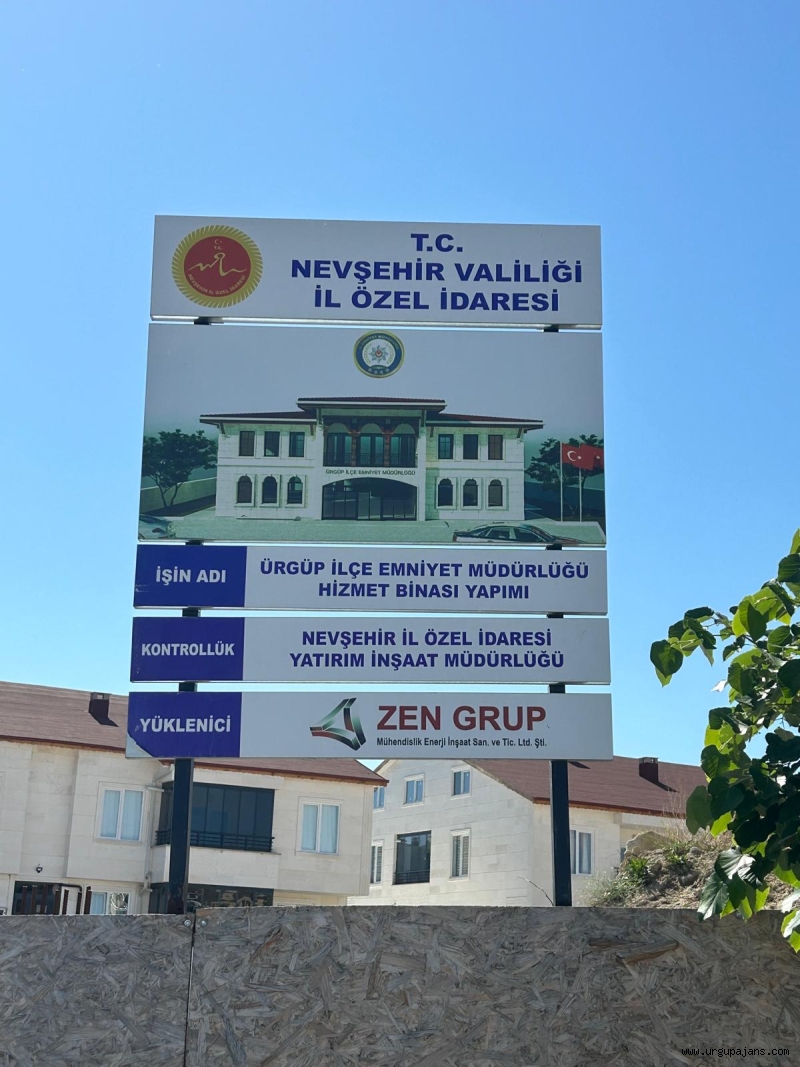 T.C.
NEVŞEHİR VALİLİĞİ
İL ÖZEL İDARESİ
ÜRGÜP İLÇE EMNİYET MÜDÜRLÜĞÜ
İŞİN ADI
ÜRGÜP İLÇE EMNİYET MÜDÜRLÜĞÜ
HİZMET BİNASI YAPIMI
KONTROLLÜK
NEVŞEHİR İL ÖZEL İDARESİ
YATIRIM İNŞAAT MÜDÜRLÜĞÜ
YÜKLENİCİ
ZEN GRUP
Mühendislik Enerji İnşaat San. ve Tic. Ltd. Şti.
www.urgupajans.com